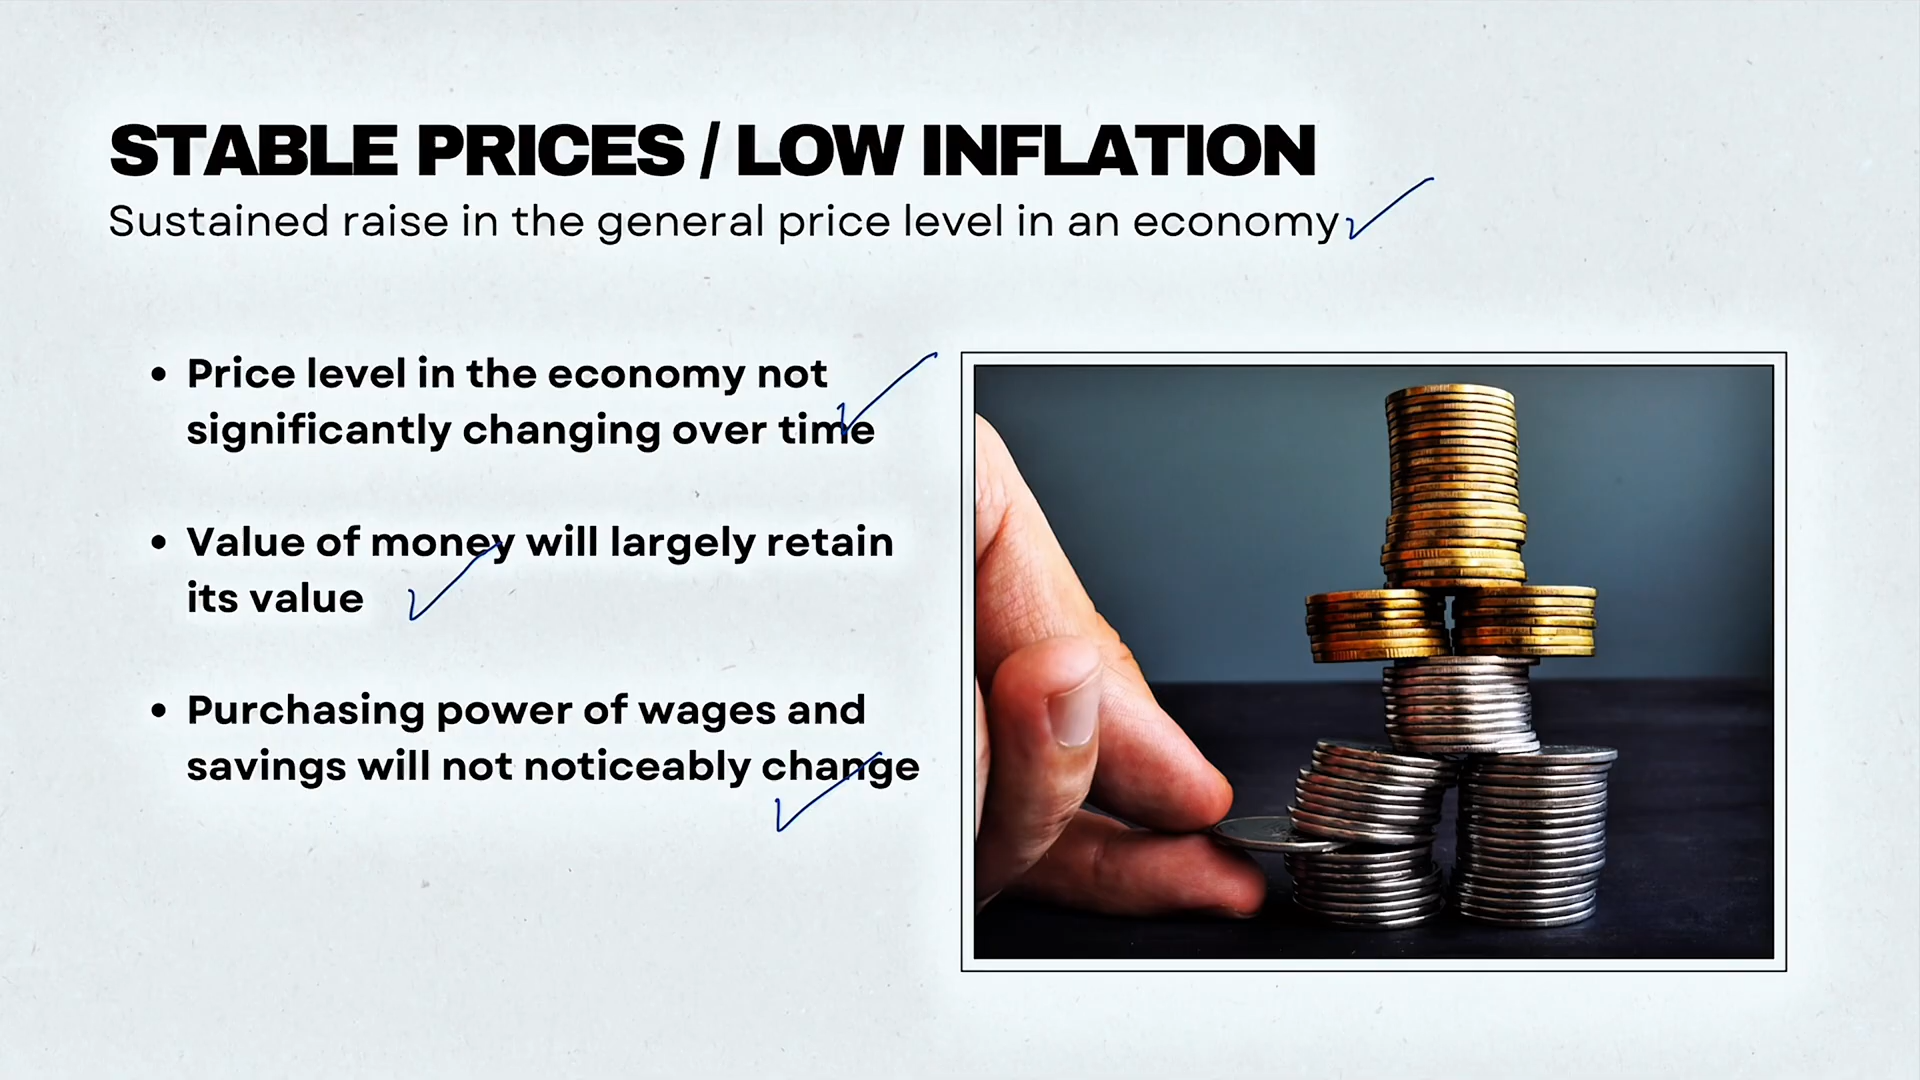 STABLE PRICES / LOW INFLATION
Sustained raise in the general price level in an economy
• Price level in the economy not
significantly changing over time
• Value of money will largely retain
its value
• Purchasing power of wages and
savings will not noticeably change